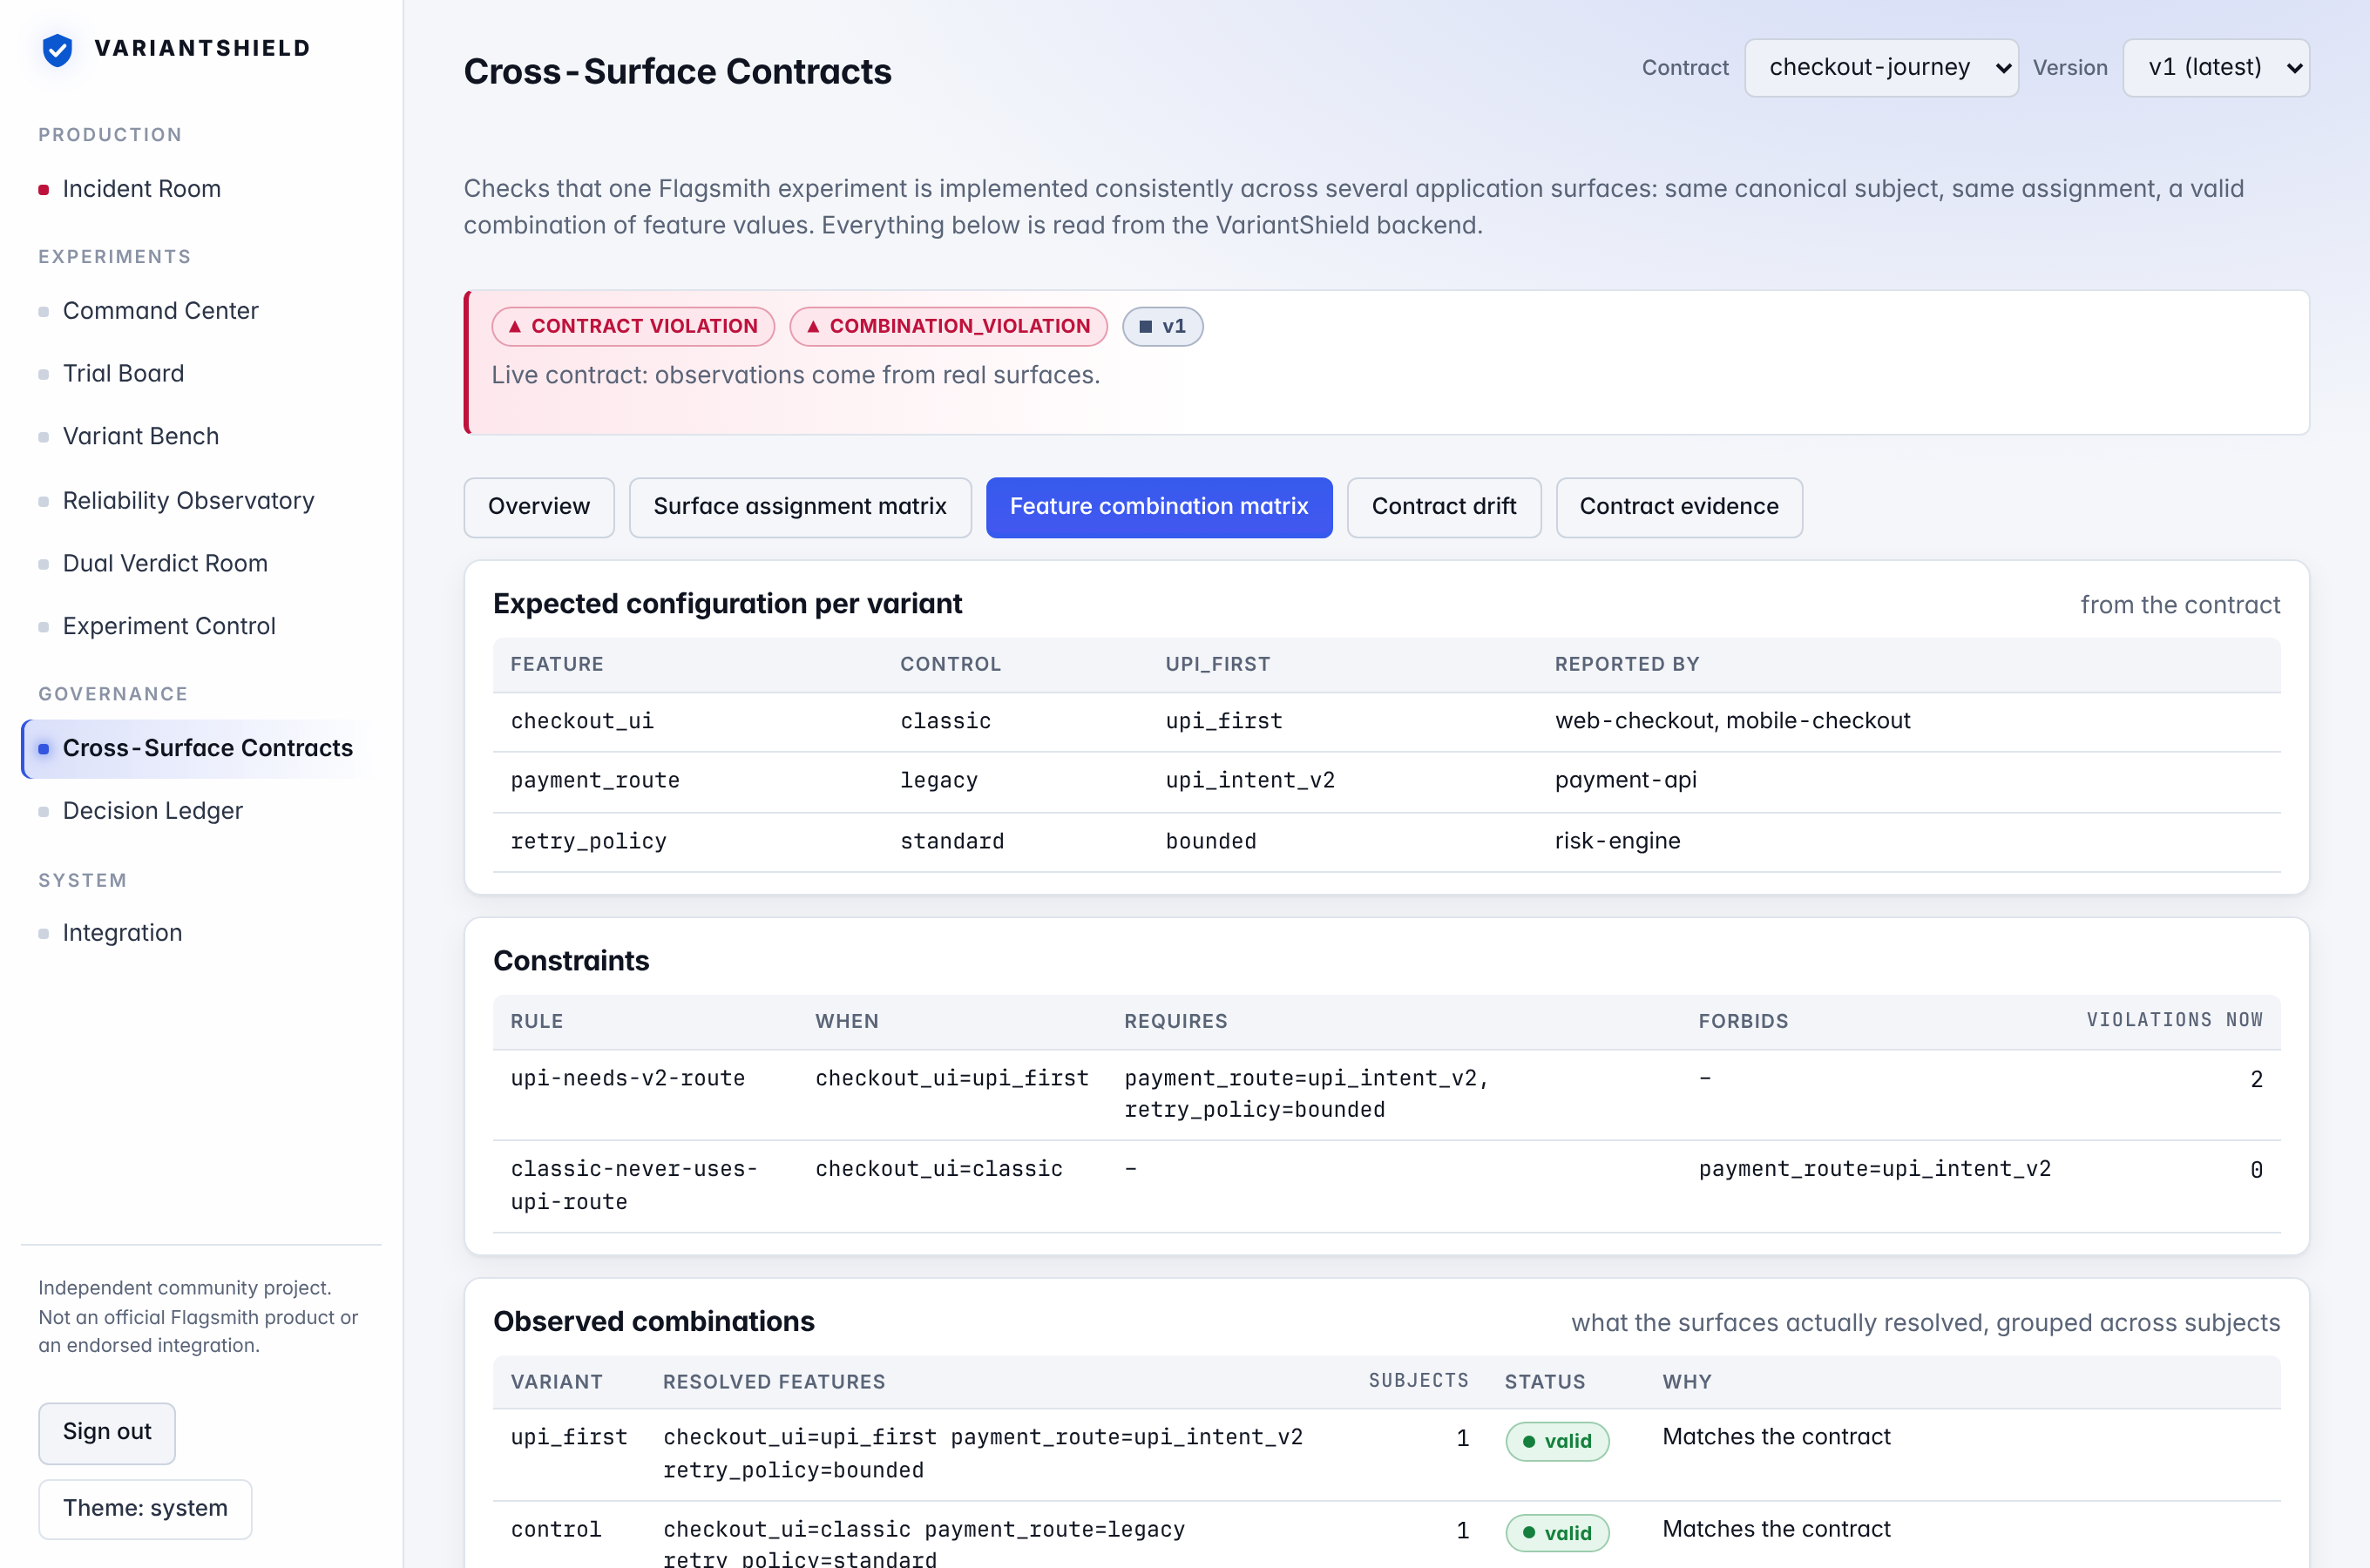 VARIANTSHIELD
PRODUCTION
Incident Room
EXPERIMENTS
Command Center
Trial Board
Variant Bench
Reliability Observatory
Dual Verdict Room
Experiment Control
GOVERNANCE
Cross-Surface Contracts
Decision Ledger
SYSTEM
Integration
Independent community project.
Not an official Flagsmith product or
an endorsed integration.
Sign out
Theme: system
Cross-Surface Contracts
Contract checkout-journey Version v1 (latest)
Checks that one Flagsmith experiment is implemented consistently across several application surfaces: same canonical subject, same assignment, a valid
combination of feature values. Everything below is read from the VariantShield backend.
▲ CONTRACT VIOLATION ▲ COMBINATION_VIOLATION ■ v1
Live contract: observations come from real surfaces.
Overview Surface assignment matrix Feature combination matrix Contract drift Contract evidence
Expected configuration per variant from the contract
FEATURE CONTROL UPI_FIRST REPORTED BY
checkout_ui classic upi_first web-checkout, mobile-checkout
payment_route legacy upi_intent_v2 payment-api
retry_policy standard bounded risk-engine
Constraints
RULE WHEN REQUIRES FORBIDS VIOLATIONS NOW
upi-needs-v2-route checkout_ui=upi_first payment_route=upi_intent_v2, – 2
retry_policy=bounded
classic-never-uses- checkout_ui=classic – payment_route=upi_intent_v2 0
upi-route
Observed combinations what the surfaces actually resolved, grouped across subjects
VARIANT RESOLVED FEATURES SUBJECTS STATUS WHY
upi_first checkout_ui=upi_first payment_route=upi_intent_v2 1 valid Matches the contract
retry_policy=bounded
control checkout_ui=classic payment_route=legacy 1 valid Matches the contract
retry_policy=standard